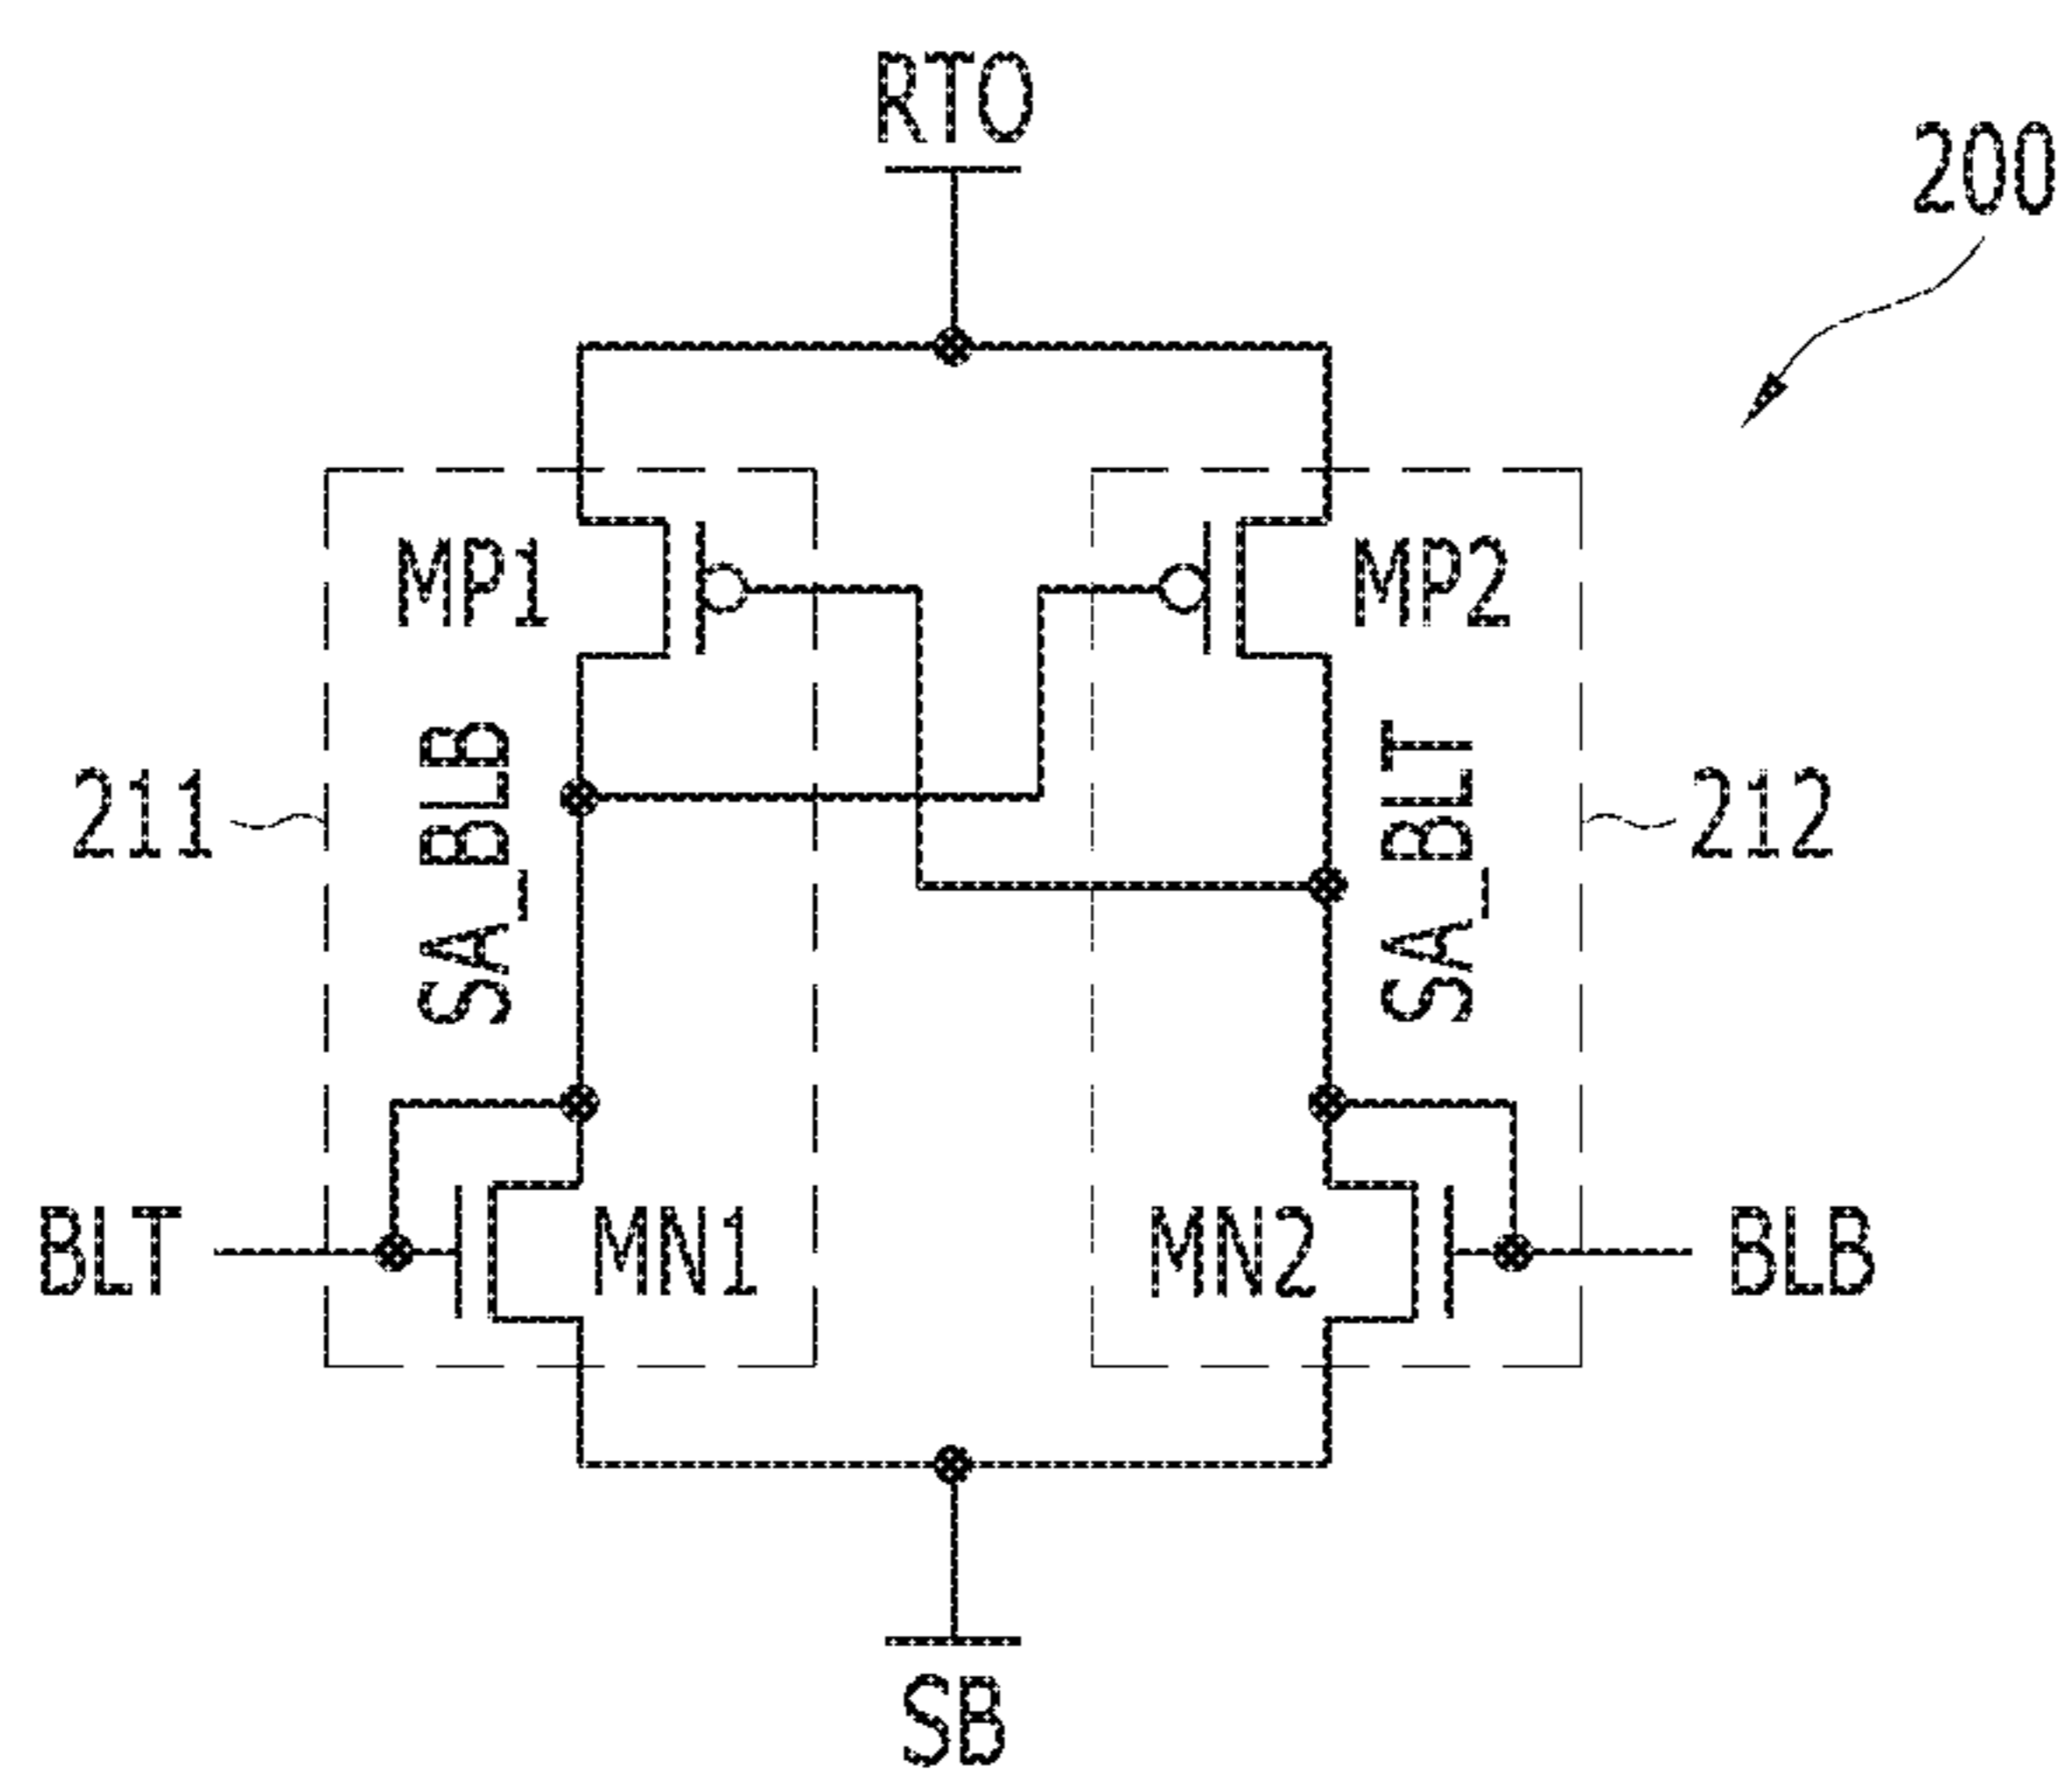 RTO
200
MP1
MP2
SA_BLB
SA_BLT
211
212
BLT
MN1
MN2
BLB
SB